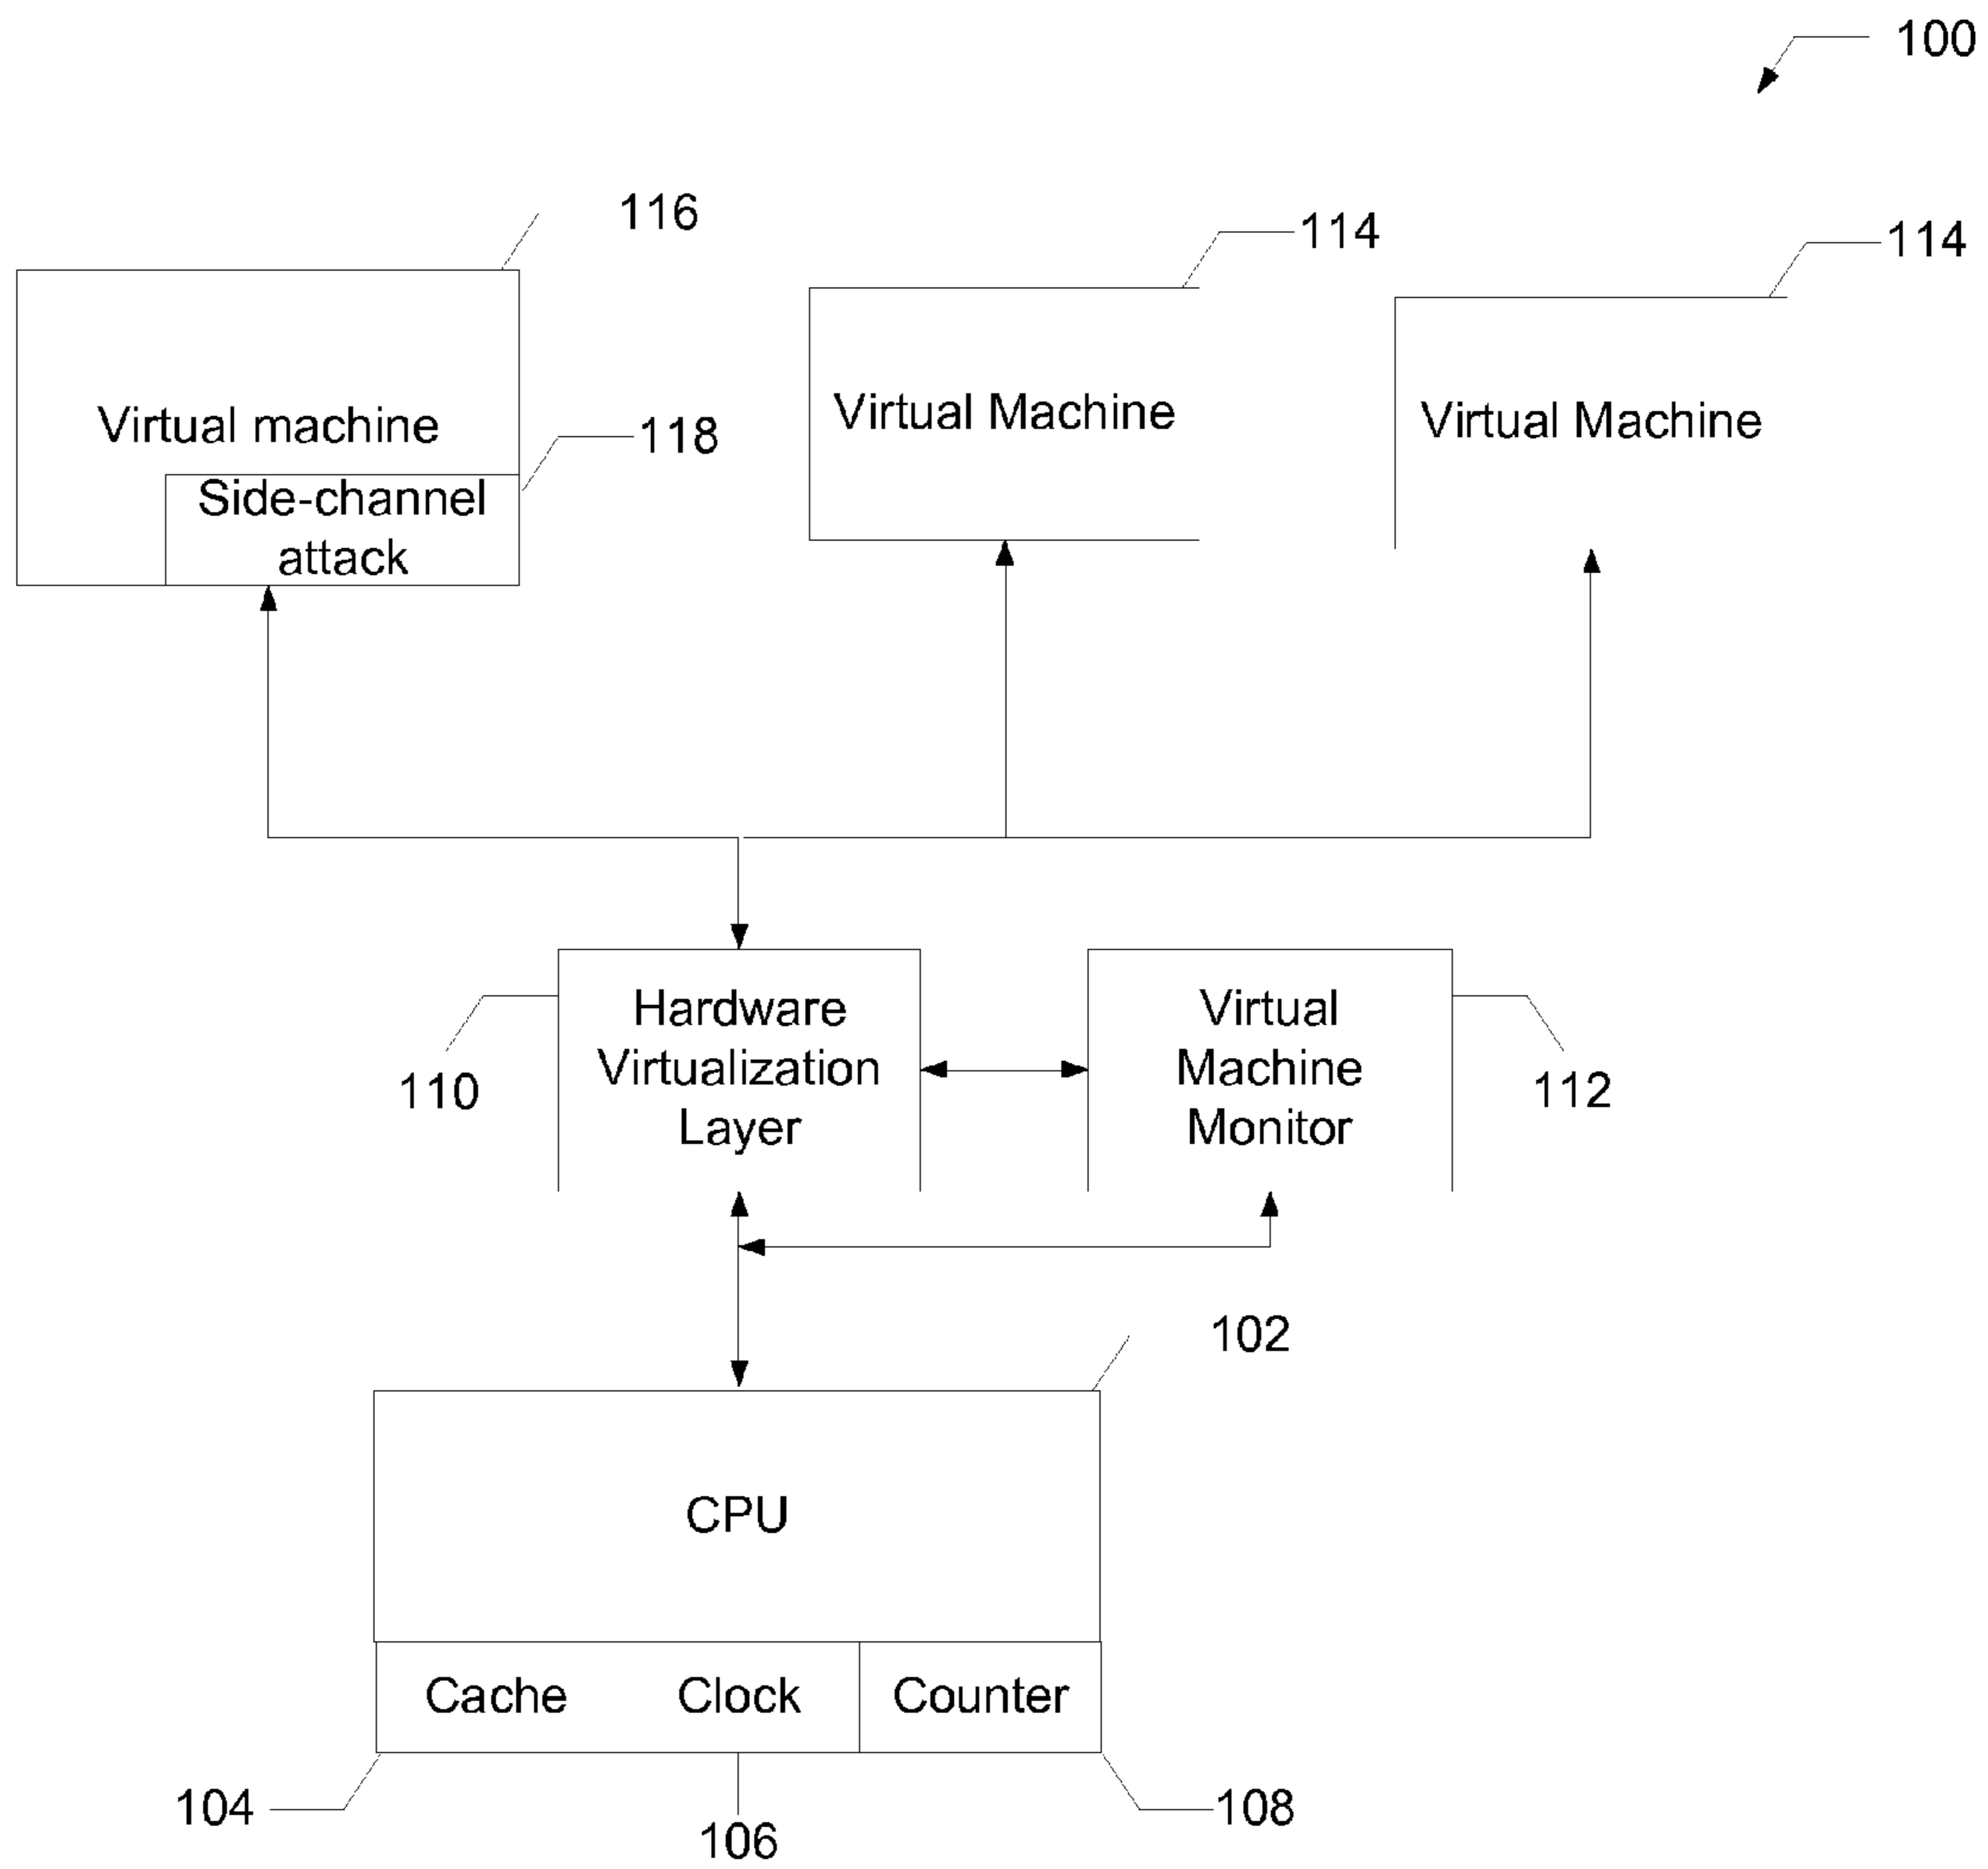 100
116
114
114
Virtual machine
118
Side-channel
attack
Virtual Machine
Virtual Machine
110
Hardware
Virtualization
Layer
Virtual
Machine
Monitor
112
102
CPU
Cache
Clock
Counter
104
106
108